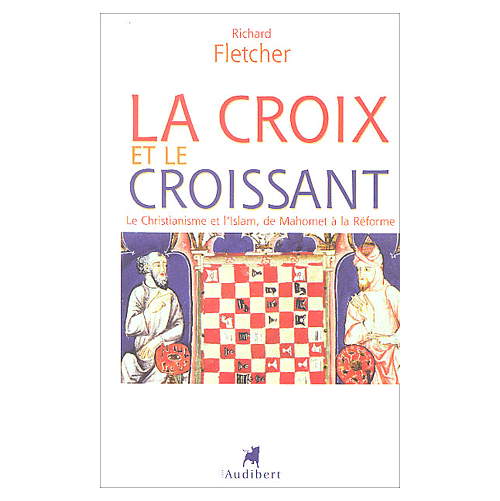 Richard
Fletcher
LA CROIX
ET LE
CROISSANT
Le Christianisme et l'Islam, de Mahomet à la Réforme
Audibert